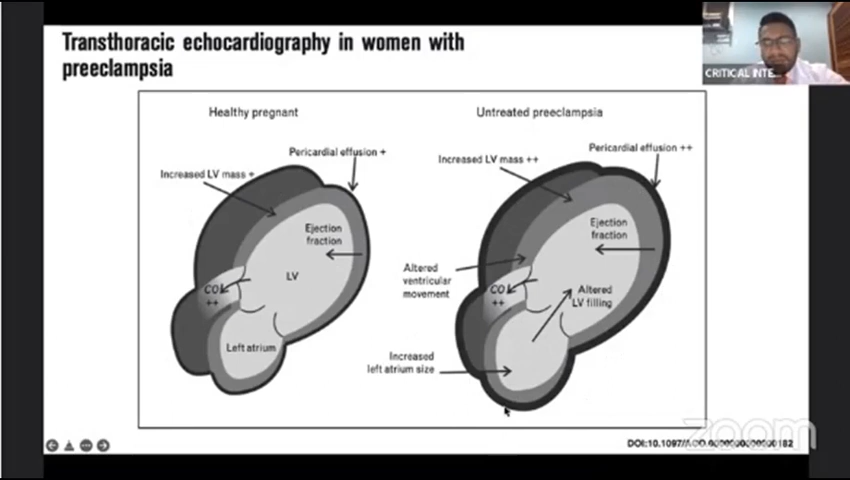 Transthoracic echocardiography in women with
preeclampsia
CRITICAL INTE...
Healthy pregnant
Pericardial effusion +
Increased LV mass +
Ejection
fraction
LV
CO
++
Left atrium
Untreated preeclampsia
Pericardial effusion ++
Increased LV mass ++
Ejection
fraction
Altered
ventricular
movement
CO
++
Altered
LV filling
Increased
left atrium size
zoom